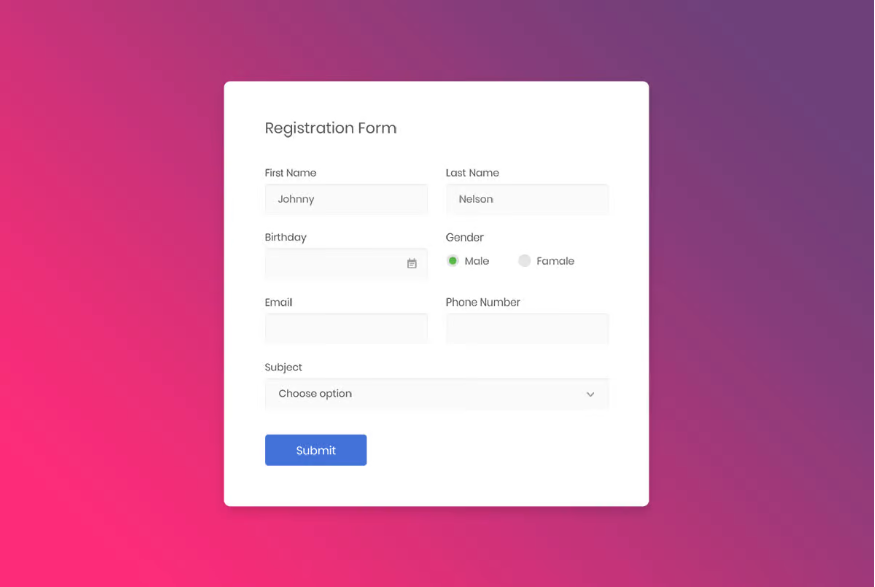 Registration Form
First Name Last Name
Johnny Nelson
Birthday Gender
Male Famale
Email Phone Number
Subject
Choose option
Submit